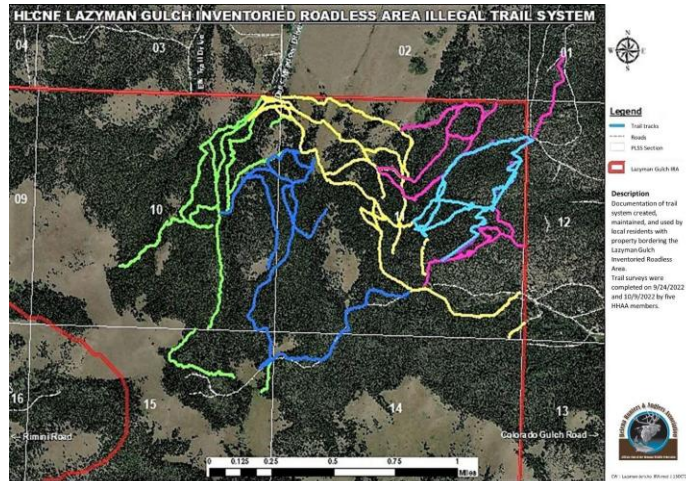 HLCNF LAZYMAN GULCH INVENTORIED ROADLESS AREA ILLEGAL TRAIL SYSTEM
04
03
02
01
N
W
E
S
Legend
Trail tracks
Roads
PLSS Section
Lazyman Gulch IRA
Description
Documentation of trail
system created,
maintained, and used by
local residents with
property bordering the
Lazyman Gulch
Inventoried Roadless
Area.
Trail surveys were
completed on 9/24/2022
and 10/9/2022 by five
HHAA members.
09
10
12
16
15
14
13
<-- Rimini Road
Colorado Gulch Road -->
0 0.125 0.25 0.5 0.75 1
Miles